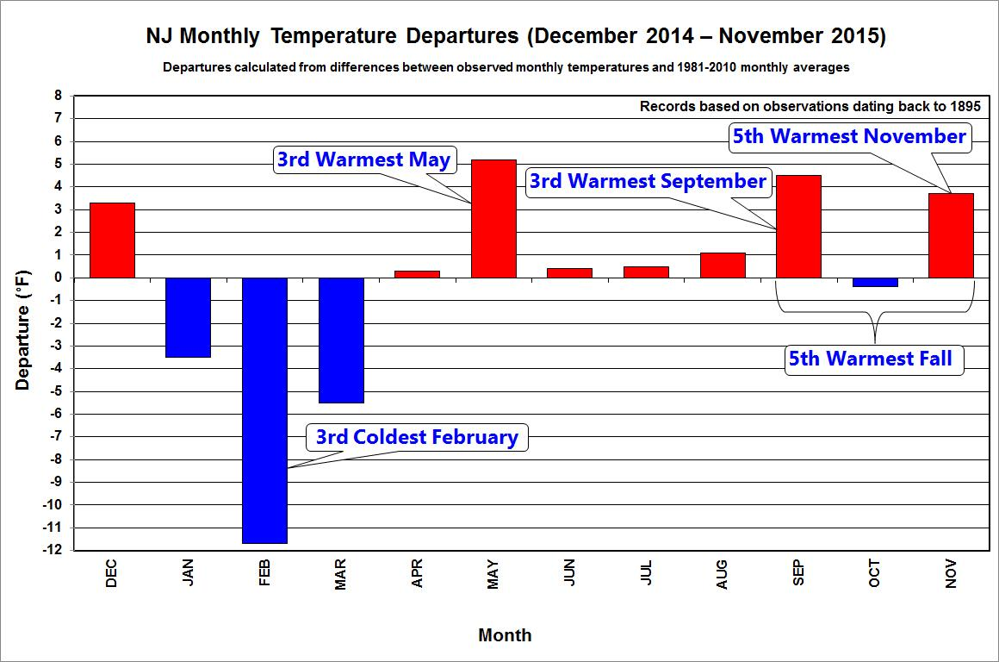 NJ Monthly Temperature Departures (December 2014 – November 2015)
Departures calculated from differences between observed monthly temperatures and 1981-2010 monthly averages
Records based on observations dating back to 1895
5th Warmest November
3rd Warmest May
3rd Warmest September
5th Warmest Fall
3rd Coldest February
Departure (°F)
8
7
6
5
4
3
2
1
0
-1
-2
-3
-4
-5
-6
-7
-8
-9
-10
-11
-12
DEC JAN FEB MAR APR MAY JUN JUL AUG SEP OCT NOV
Month